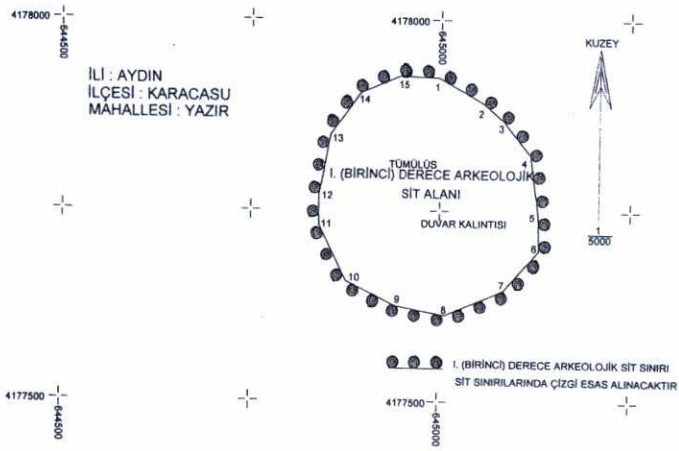 4178000
644500
4178000
645000
KUZEY
İLİ : AYDIN
İLÇESİ : KARACASU
MAHALLESİ : YAZIR
15
1
14
2
3
13
4
TÜMÜLÜS
I. (BİRİNCİ) DERECE ARKEOLOJİK
SİT ALANI
12
DUVAR KALINTISI
5
11
1
5000
6
10
7
9
8
I. (BİRİNCİ) DERECE ARKEOLOJİK SİT SINIRI
SİT SINIRILARINDA ÇİZGİ ESAS ALINACAKTIR
4177500
644500
4177500
645000